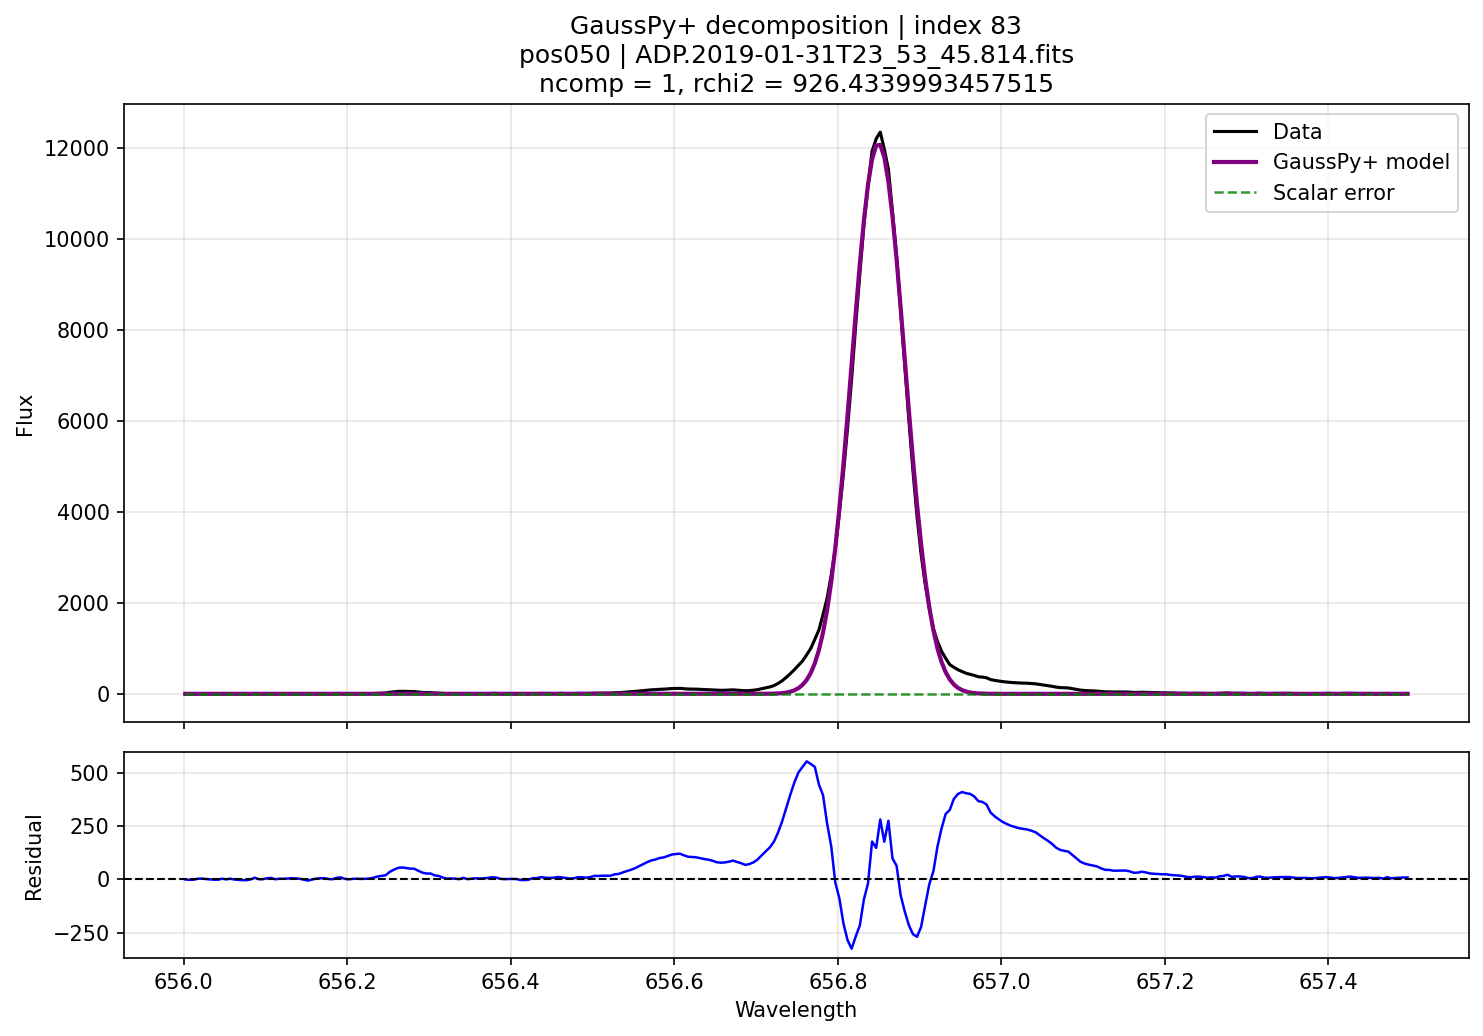 GaussPy+ decomposition | index 83
pos050 | ADP.2019-01-31T23_53_45.814.fits
ncomp = 1, rchi2 = 926.4339993457515
Data
GaussPy+ model
Scalar error
12000
10000
8000
6000
4000
2000
0
Flux
500
250
0
−250
Residual
656.0
656.2
656.4
656.6
656.8
657.0
657.2
657.4
Wavelength